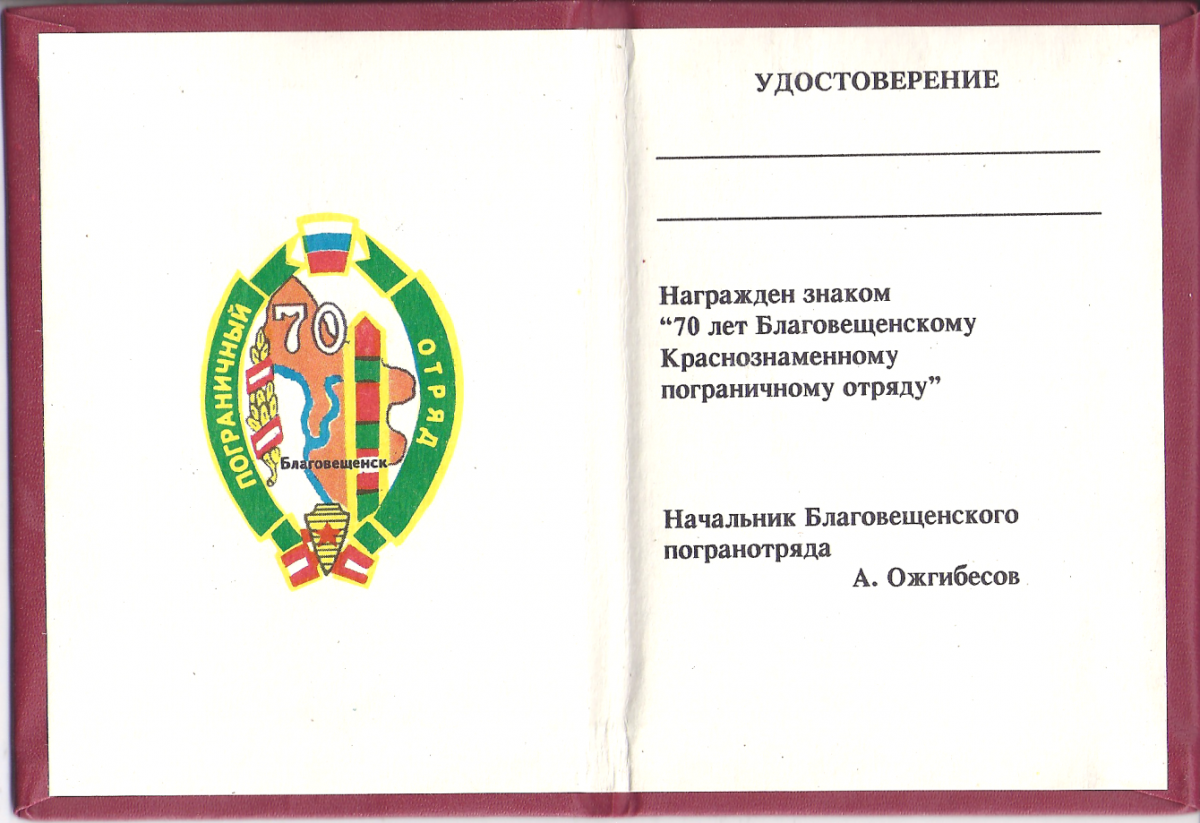 70
ПОГРАНИЧНЫЙ
ОТРЯД
Благовещенск
УДОСТОВЕРЕНИЕ
Награжден знаком
“70 лет Благовещенскому
Краснознаменному
пограничному отряду”
Начальник Благовещенского
погранотряда
А. Ожгибесов